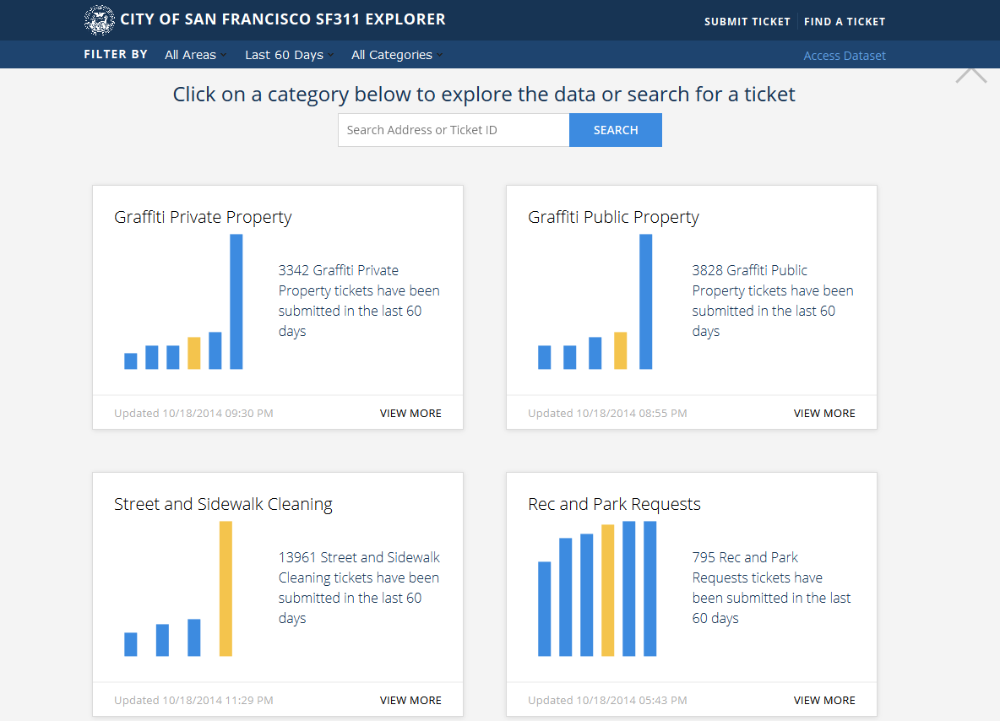 CITY OF SAN FRANCISCO SF311 EXPLORER
SUBMIT TICKET
FIND A TICKET
FILTER BY
All Areas
Last 60 Days
All Categories
Access Dataset
Click on a category below to explore the data or search for a ticket
Search Address or Ticket ID
SEARCH
Graffiti Private Property
3342 Graffiti Private
Property tickets have been
submitted in the last 60
days
Updated 10/18/2014 09:30 PM
VIEW MORE
Graffiti Public Property
3828 Graffiti Public
Property tickets have been
submitted in the last 60
days
Updated 10/18/2014 08:55 PM
VIEW MORE
Street and Sidewalk Cleaning
13961 Street and Sidewalk
Cleaning tickets have been
submitted in the last 60
days
Updated 10/18/2014 11:29 PM
VIEW MORE
Rec and Park Requests
795 Rec and Park
Requests tickets have
been submitted in the last
60 days
Updated 10/18/2014 05:43 PM
VIEW MORE